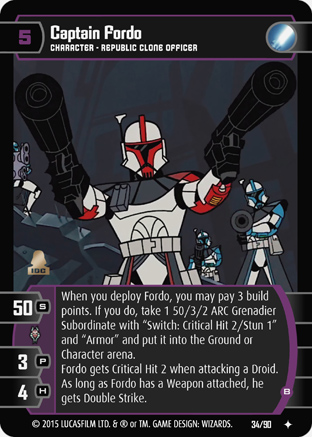 5
Captain Fordo
CHARACTER - REPUBLIC CLONE OFFICER
IGC
50 S
3 P
4 H
When you deploy Fordo, you may pay 3 build
points. If you do, take 1 50/3/2 ARC Grenadier
Subordinate with “Switch: Critical Hit 2/Stun 1”
and “Armor” and put it into the Ground or
Character arena.
Fordo gets Critical Hit 2 when attacking a Droid.
As long as Fordo has a Weapon attached, he
gets Double Strike.
B
© 2015 LUCASFILM LTD. & ® or TM. GAME DESIGN: WIZARDS.
34/90